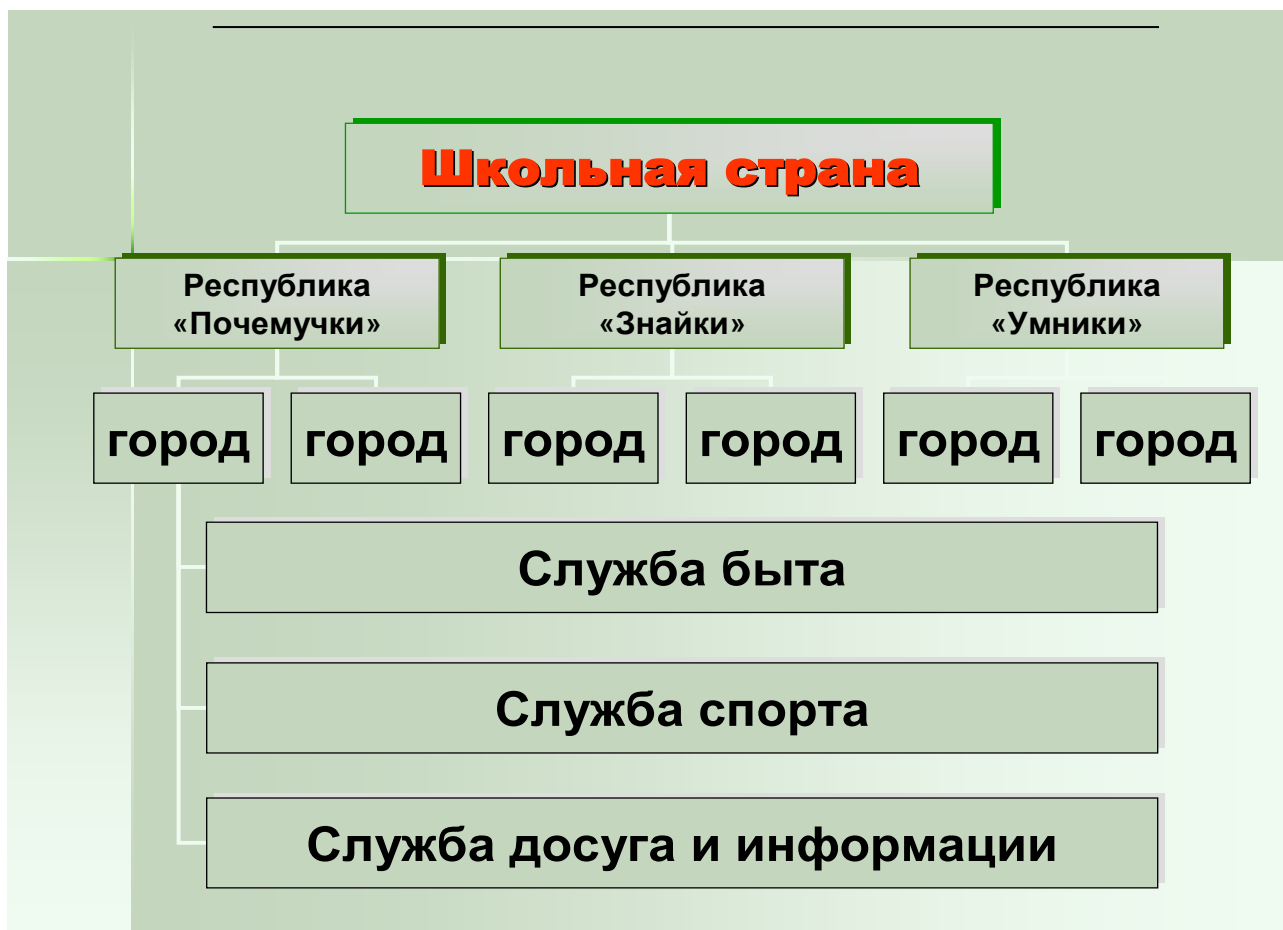 Школьная страна
Республика
«Почемучки»
Республика
«Знайки»
Республика
«Умники»
город
город
город
город
город
город
Служба быта
Служба спорта
Служба досуга и информации